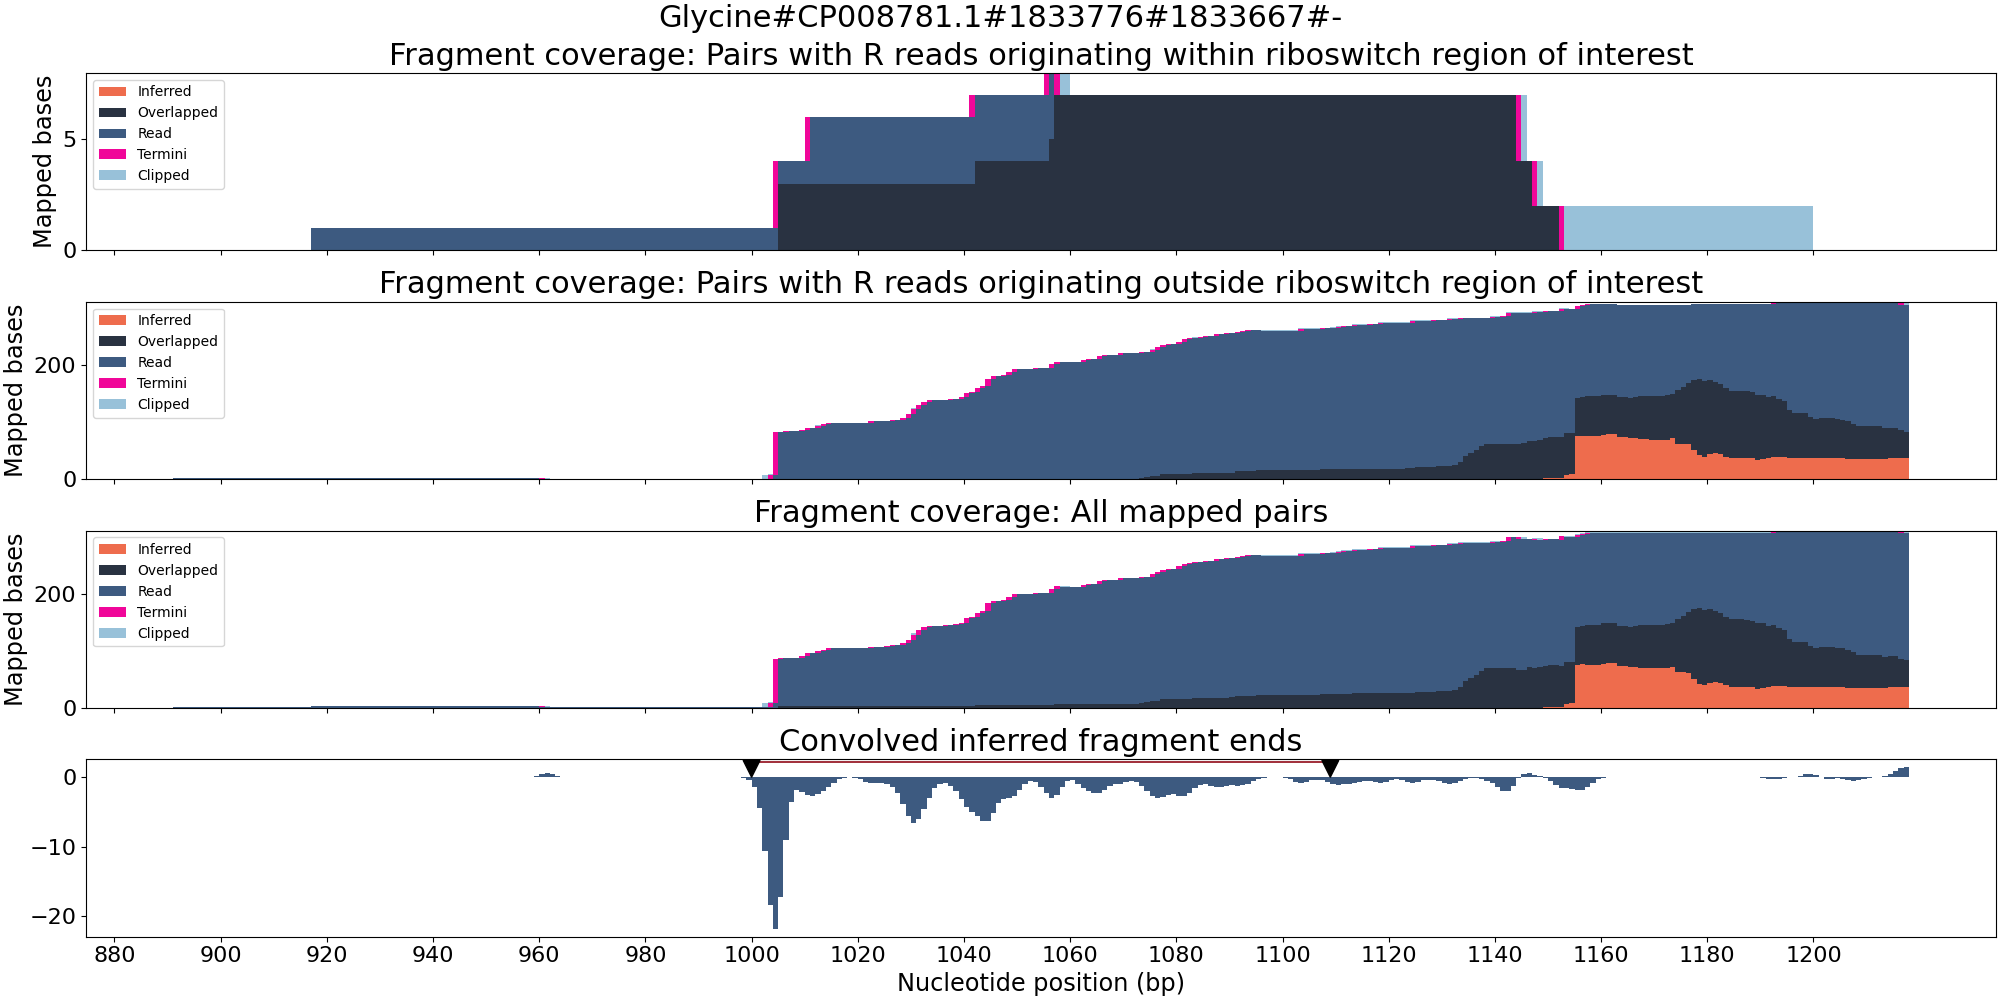 Glycine#CP008781.1#1833776#1833667#-
Fragment coverage: Pairs with R reads originating within riboswitch region of interest
Mapped bases
5
0
Inferred
Overlapped
Read
Termini
Clipped
Fragment coverage: Pairs with R reads originating outside riboswitch region of interest
Mapped bases
200
0
Inferred
Overlapped
Read
Termini
Clipped
Fragment coverage: All mapped pairs
Mapped bases
200
0
Inferred
Overlapped
Read
Termini
Clipped
Convolved inferred fragment ends
0
−10
−20
880 900 920 940 960 980 1000 1020 1040 1060 1080 1100 1120 1140 1160 1180 1200
Nucleotide position (bp)